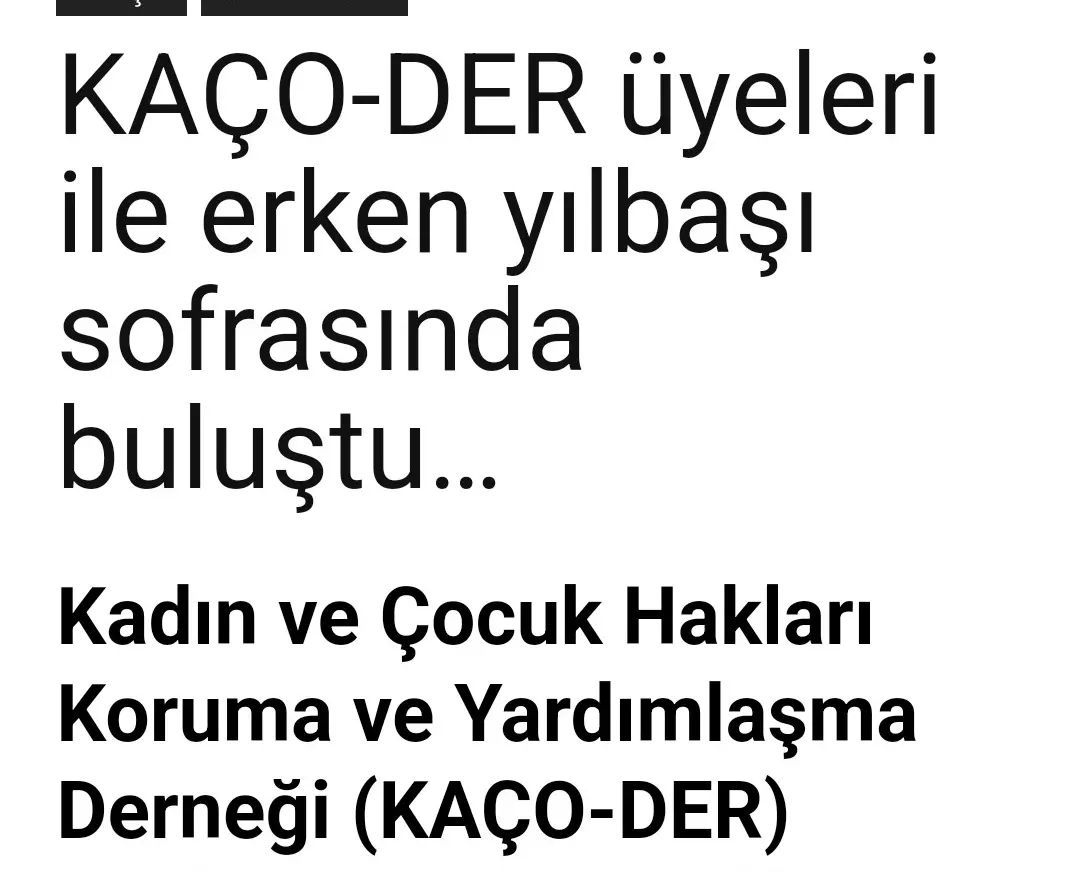 KAÇO-DER üyeleri
ile erken yılbaşı
sofrasında
buluştu...
Kadın ve Çocuk Hakları
Koruma ve Yardımlaşma
Derneği (KAÇO-DER)